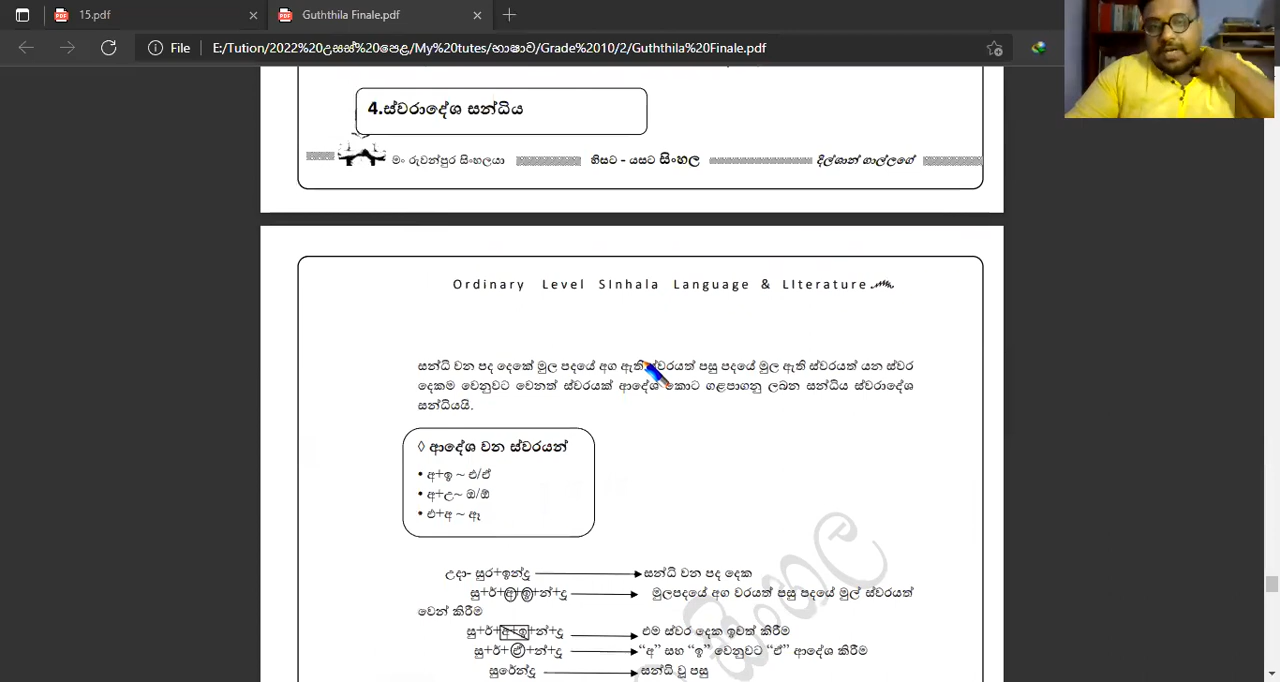 15.pdf
Guththila Finale.pdf
File
E:/Tution/2022%20උසස්%20පෙළ/My%20tutes/භාෂාව/Grade%2010/2/Guththila%20Finale.pdf
4.ස්වරාදේශ සන්ධිය
මං රුවන්පුර සිංහලයා
හිසට - යසට සිංහල
දිල්ශාන් ගාල්ලගේ
Ordinary Level SInhala Language & LIterature
සන්ධි වන පද දෙකේ මුල පදයේ අග ඇති ස්වරයත් පසු පදයේ මුල ඇති ස්වරයත් යන ස්වර
දෙකම වෙනුවට වෙනත් ස්වරයක් ආදේශ කොට ගළපාගනු ලබන සන්ධිය ස්වරාදේශ
සන්ධියයි.
◊ ආදේශ වන ස්වරයන්
• අ+ඉ ~ එ/ඒ
• අ+උ~ ඔ/ඕ
• එ+අ ~ ඈ
උදා- සුර+ඉන්දු සන්ධි වන පද දෙක
සු+ර්+අ+ඉ+න්+දු මුලපදයේ අග වරයත් පසු පදයේ මුල් ස්වරයත්
වෙන් කිරීම
සු+ර්+අ+ඉ+න්+දු එම ස්වර දෙක ඉවත් කිරීම
සු+ර්+ඒ+න්+දු “අ” සහ “ඉ” වෙනුවට “ඒ” ආදේශ කිරීම
සුරේන්දු සන්ධි වූ පසු
සිංහල